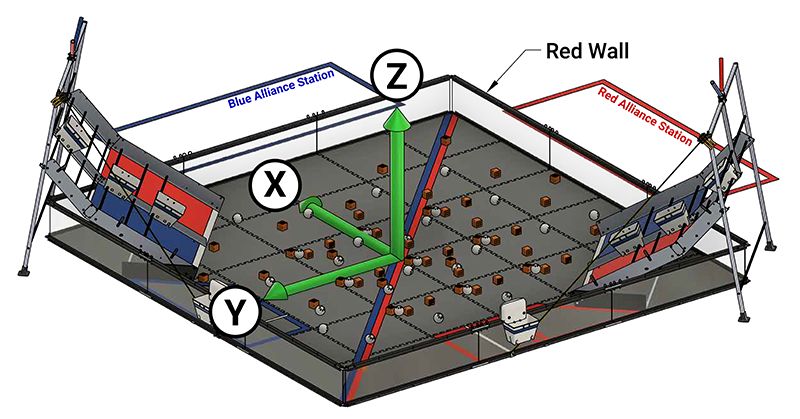 Red Wall
Z
Blue Alliance Station
Red Alliance Station
X
Y